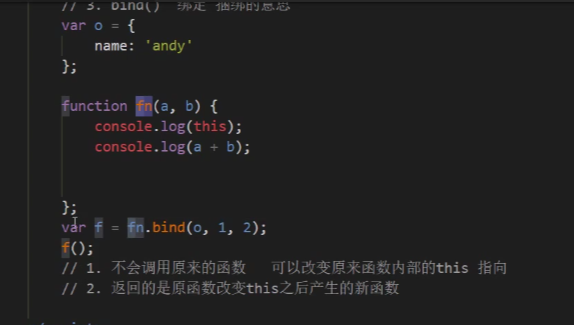 // 3. bind()  绑定 捆绑的意思
var o = {
    name: 'andy'
};
function fn(a, b) {
    console.log(this);
    console.log(a + b);
};
var f = fn.bind(o, 1, 2);
f();
// 1. 不会调用原来的函数   可以改变原来函数内部的this 指向
// 2. 返回的是原函数改变this之后产生的新函数